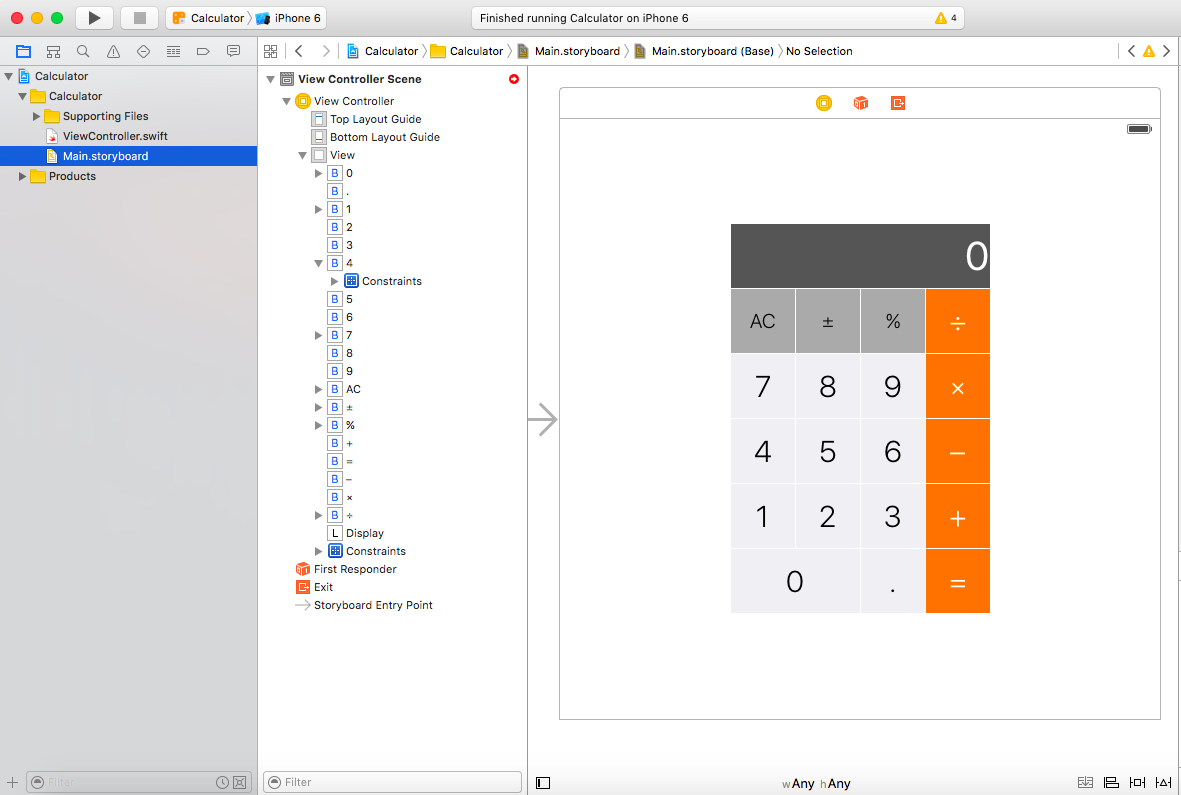 Calculator iPhone 6
Finished running Calculator on iPhone 6
4
Calculator Calculator Main.storyboard Main.storyboard (Base) No Selection
Calculator
Calculator
Supporting Files
ViewController.swift
Main.storyboard
Products
Filter
View Controller Scene
View Controller
Top Layout Guide
Bottom Layout Guide
View
B 0
B .
B 1
B 2
B 3
B 4
Constraints
B 5
B 6
B 7
B 8
B 9
B AC
B ±
B %
B +
B =
B −
B ×
B ÷
L Display
Constraints
First Responder
Exit
Storyboard Entry Point
Filter
0
AC ± % ÷
7 8 9 ×
4 5 6 −
1 2 3 +
0 . =
wAny hAny